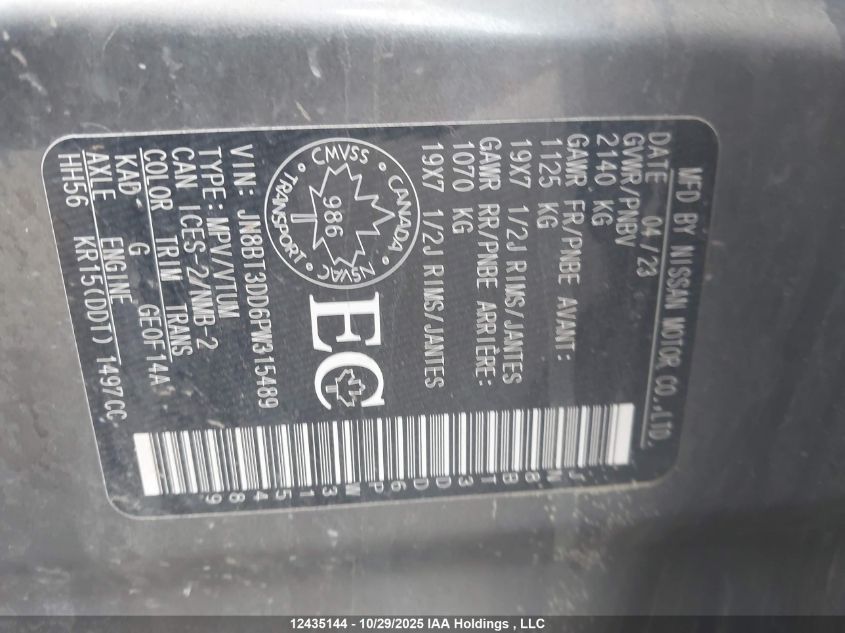 MFD BY NISSAN MOTOR CO.,LTD.
DATE 04/23
GVWR/PNBV
2140 KG
GAWR FR/PNBE AVANT:
1125 KG
19X7 1/2J RIMS/JANTES
GAWR RR/PNBE ARRIÈRE:
1070 KG
19X7 1/2J RIMS/JANTES
CMVSS CANADA
986
TRANSPORT NSVAC
EC
VIN: JN8BT3DD6PW315489
TYPE: MPV/VTUM
CAN ICES-2/NMB-2
COLOR TRIM TRANS
KAD G GE0F14A
AXLE ENGINE
HH56 KR15(DDT) 1497CC
JN8BT3DD6PW315489
12435144 - 10/29/2025 IAA Holdings , LLC